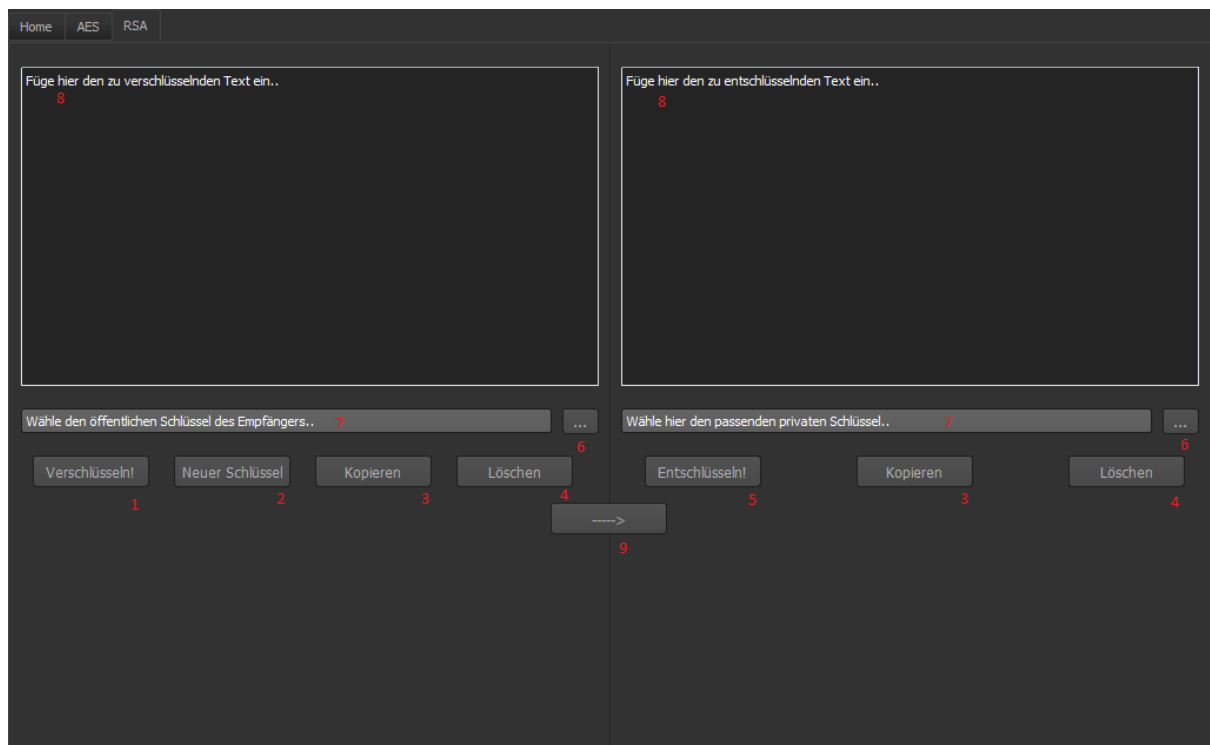 Home AES RSA
Füge hier den zu verschlüsselnden Text ein..
8
Füge hier den zu entschlüsselnden Text ein..
8
Wähle den öffentlichen Schlüssel des Empfängers.. 7 ...
6
Wähle hier den passenden privaten Schlüssel.. 7 ...
6
Verschlüsseln! Neuer Schlüssel Kopieren Löschen
1 2 3 4
Entschlüsseln! Kopieren Löschen
5 3 4
----->
9